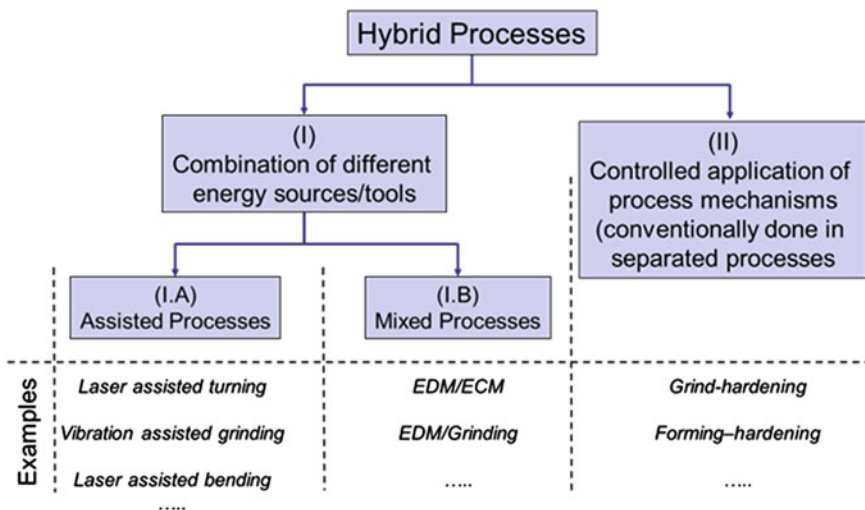 Hybrid Processes
(I)
Combination of different
energy sources/tools
(II)
Controlled application of
process mechanisms
(conventionally done in
separated processes
(I.A)
Assisted Processes
(I.B)
Mixed Processes
Examples
Laser assisted turning
Vibration assisted grinding
Laser assisted bending
.....
EDM/ECM
EDM/Grinding
.....
Grind-hardening
Forming–hardening
.....